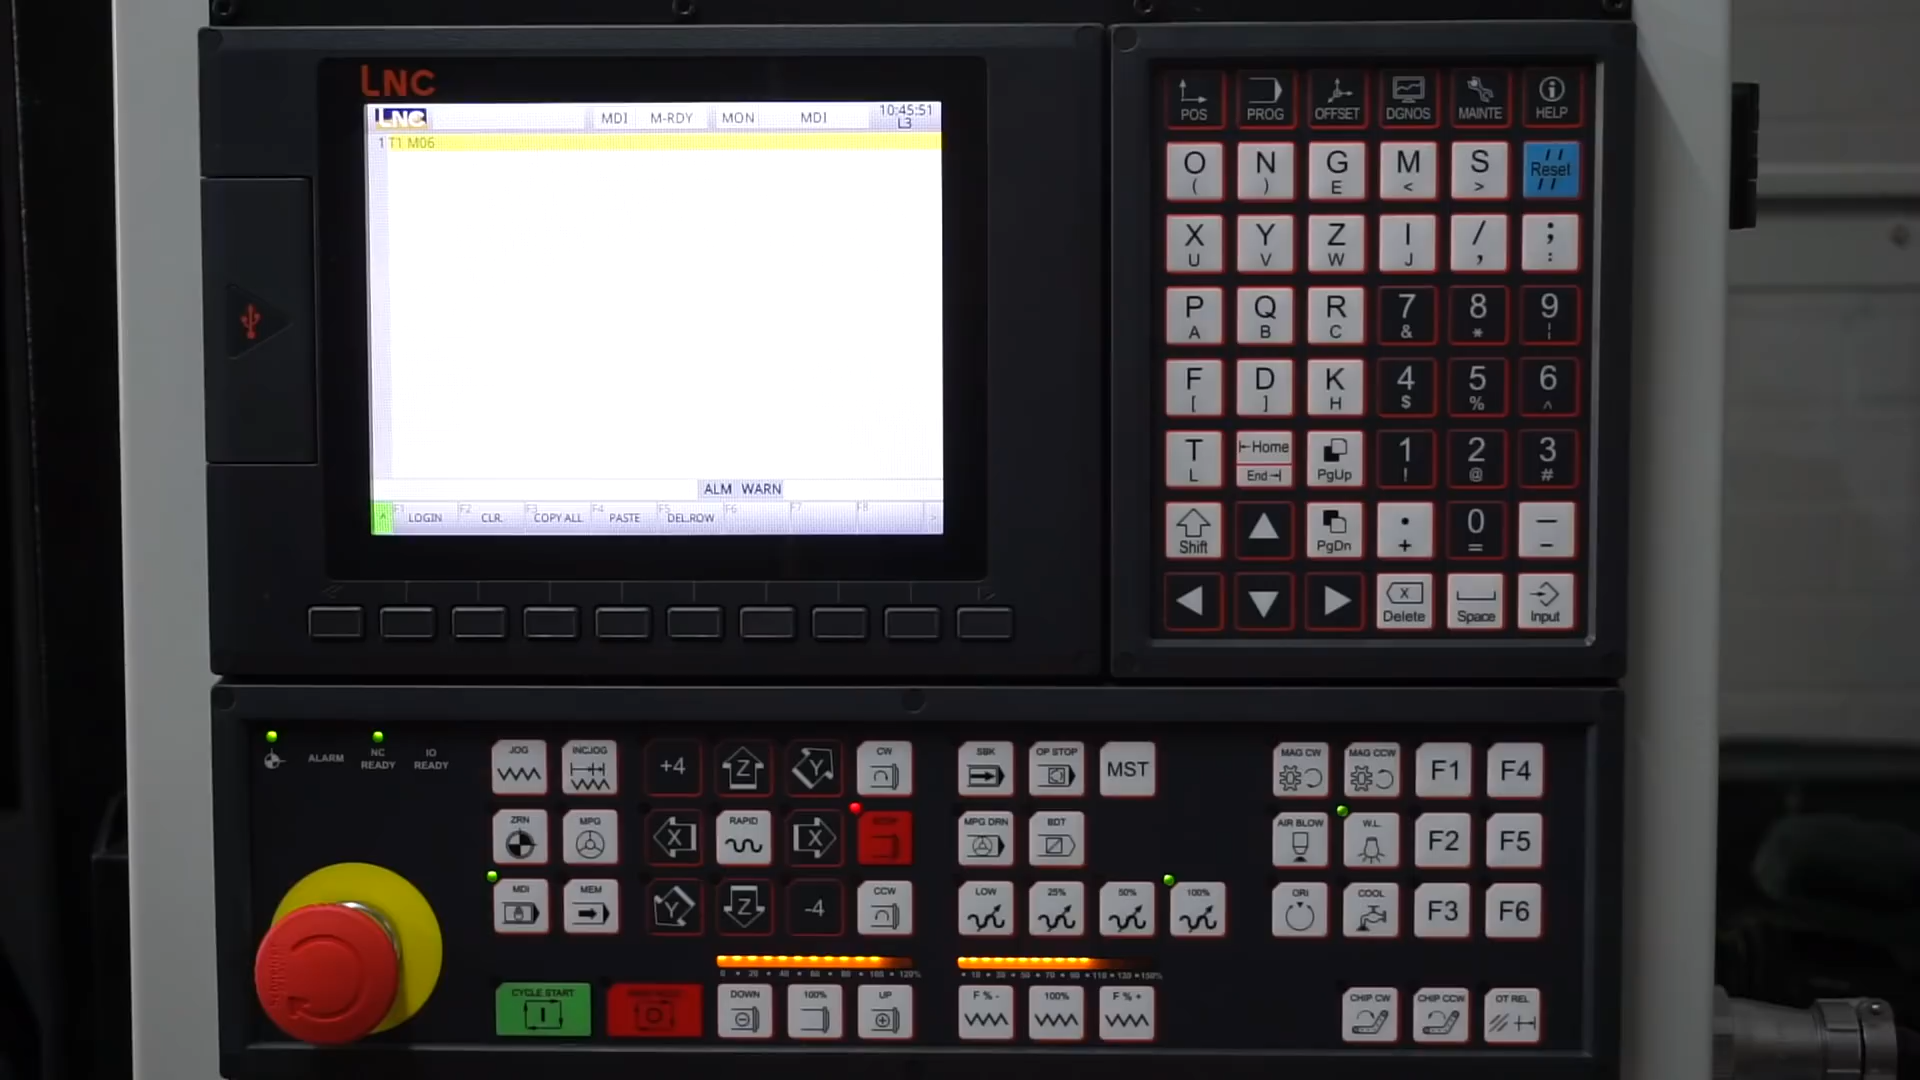 LNC
LNC MDI M-RDY MON MDI 10:45:51
L3
1 T1 M06
ALM WARN
F1 F2 F3 F4 F5 F6 F7 F8
LOGIN CLR. COPY ALL PASTE DEL.ROW
POS PROG OFFSET DGNOS MAINTE HELP
O N G M S Reset
( ) E < >
X Y Z I / ;
U V W J , :
P Q R 7 8 9
A B C & * ¦
F D K 4 5 6
[ ] H $ % ^
T Home PgUp 1 2 3
L End ! @ #
Shift PgDn . 0 —
+ = -
Delete Space Input
ALARM NC READY IO READY
JOG INCJOG +4 Z Y CW SBK OP STOP MST MAG CW MAG CCW F1 F4
ZRN MPG X RAPID X STOP MPG DRN BDT AIR BLOW W.L. F2 F5
MDI MEM Y Z -4 CCW LOW 25% 50% 100% ORI COOL F3 F6
0 20 40 60 80 100 120% 10 30 50 70 90 110 130 150%
CYCLE START DOWN 100% UP F % - 100% F % + CHIP CW CHIP CCW OT REL